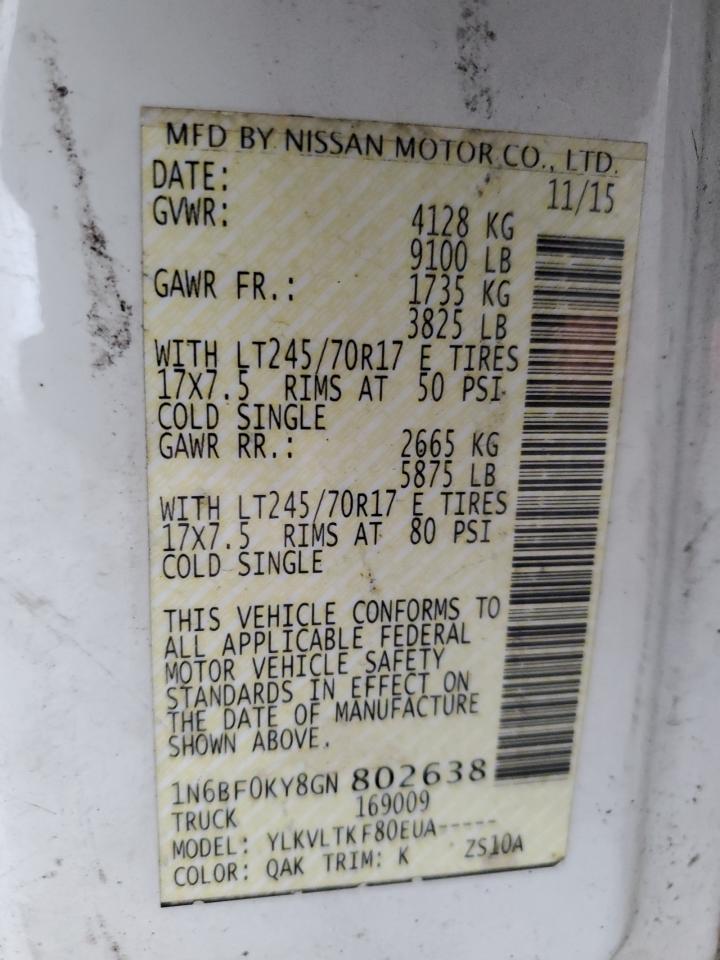 MFD BY NISSAN MOTOR CO., LTD.
DATE: 11/15
GVWR: 4128 KG
9100 LB
GAWR FR.: 1735 KG
3825 LB
WITH LT245/70R17 E TIRES
17X7.5 RIMS AT 50 PSI
COLD SINGLE
GAWR RR.: 2665 KG
5875 LB
WITH LT245/70R17 E TIRES
17X7.5 RIMS AT 80 PSI
COLD SINGLE
THIS VEHICLE CONFORMS TO
ALL APPLICABLE FEDERAL
MOTOR VEHICLE SAFETY
STANDARDS IN EFFECT ON
THE DATE OF MANUFACTURE
SHOWN ABOVE.
1N6BF0KY8GN 802638
TRUCK 169009
MODEL: YLKVLTKF80EUA-----
COLOR: QAK TRIM: K ZS10A